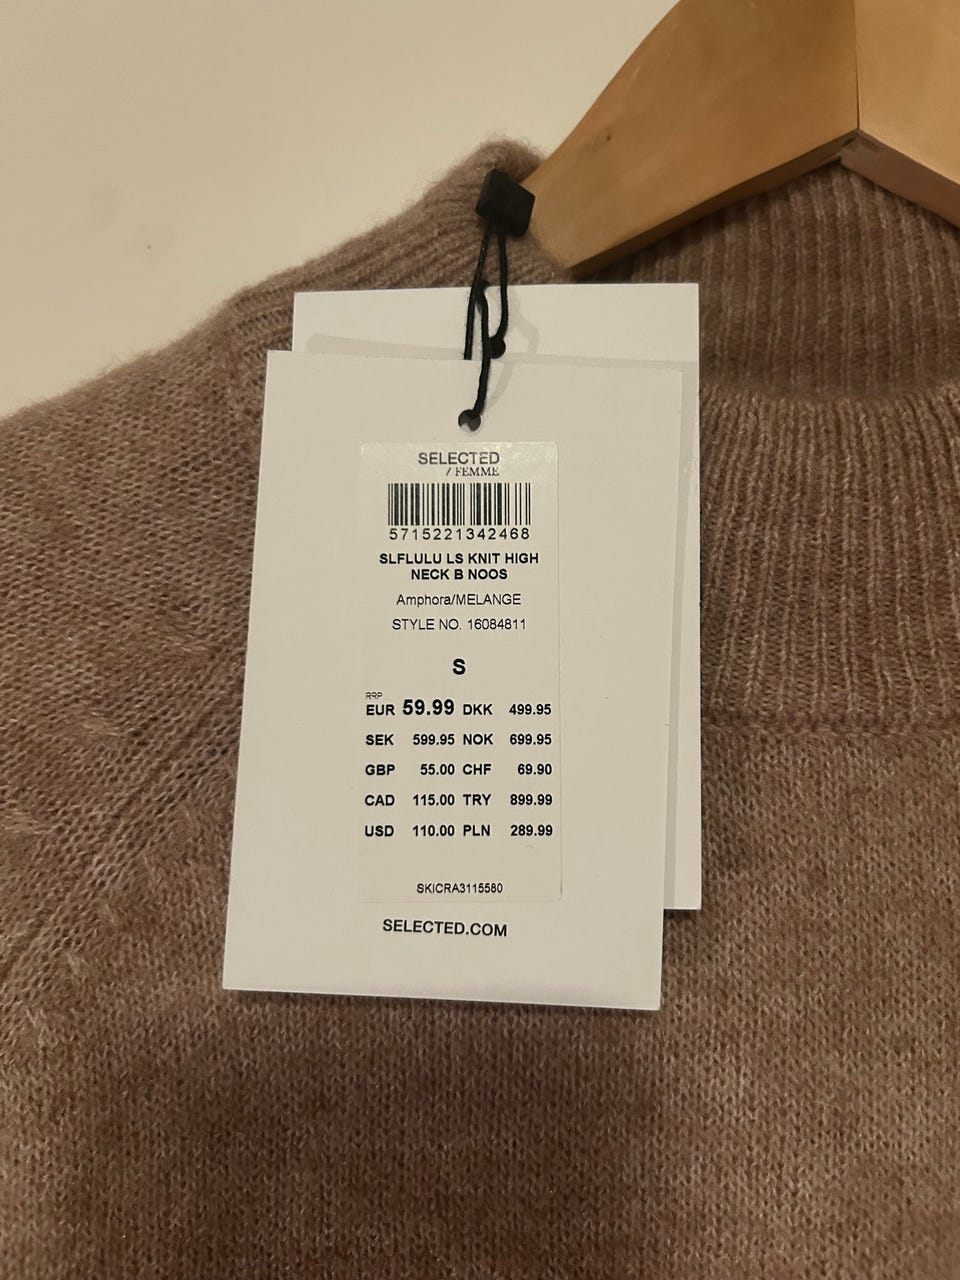 SELECTED
/ FEMME
5715221342468
SLFLULU LS KNIT HIGH
NECK B NOOS
Amphora/MELANGE
STYLE NO. 16084811
S
RRP
EUR 59.99 DKK 499.95
SEK 599.95 NOK 699.95
GBP 55.00 CHF 69.90
CAD 115.00 TRY 899.99
USD 110.00 PLN 289.99
SKICRA3115580
SELECTED.COM